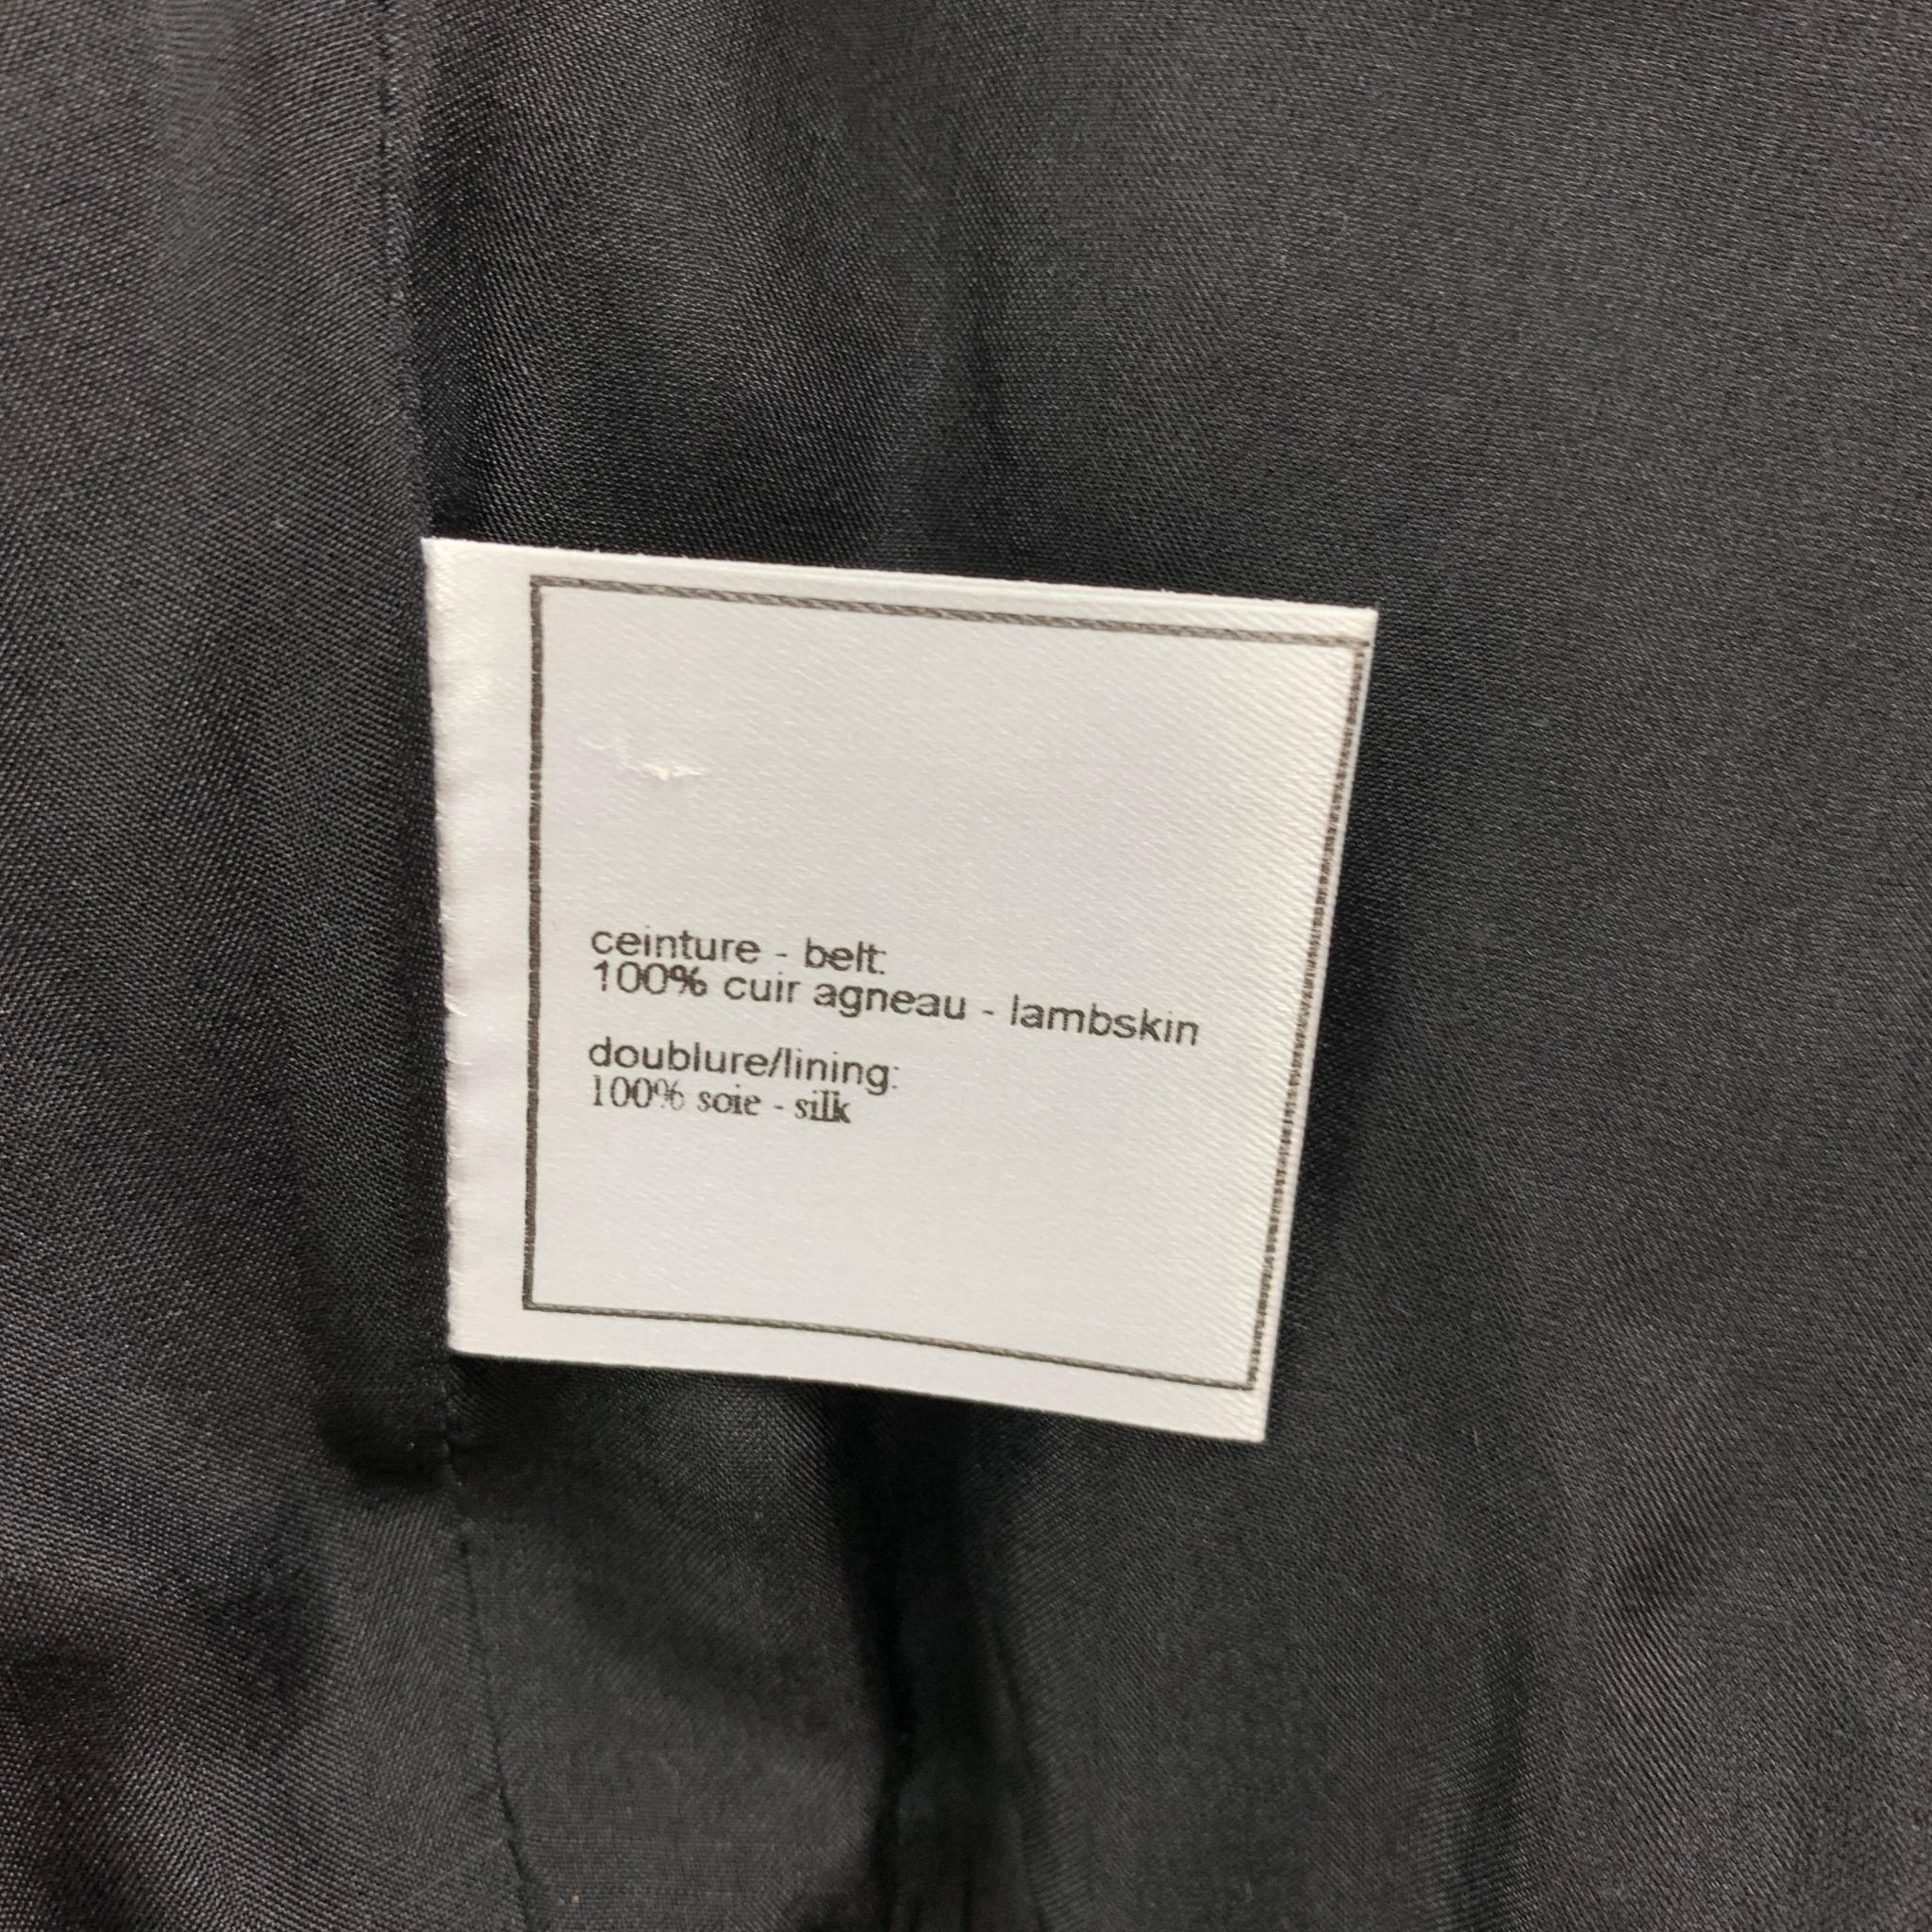 ceinture - belt:
100% cuir agneau - lambskin
doublure/lining:
100% soie - silk